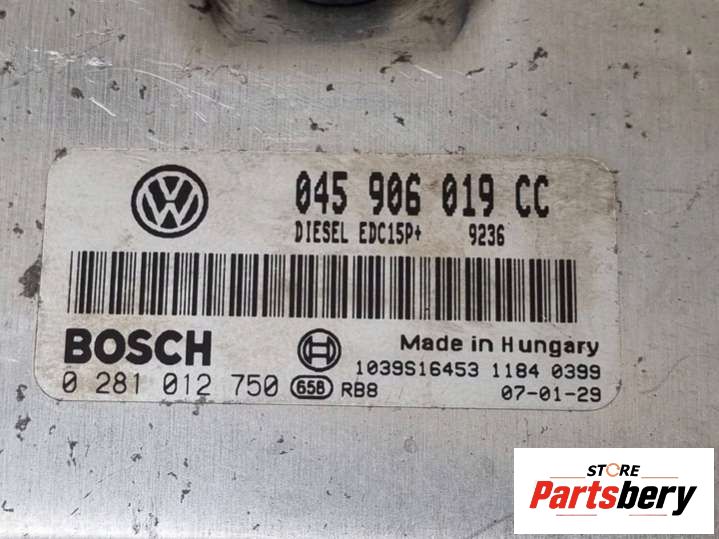 045 906 019 CC
DIESEL EDC15P+ 9236
BOSCH
Made in Hungary
1039S16453 1184 0399
0 281 012 750 65B RB8
07-01-29
STORE
Partsbery